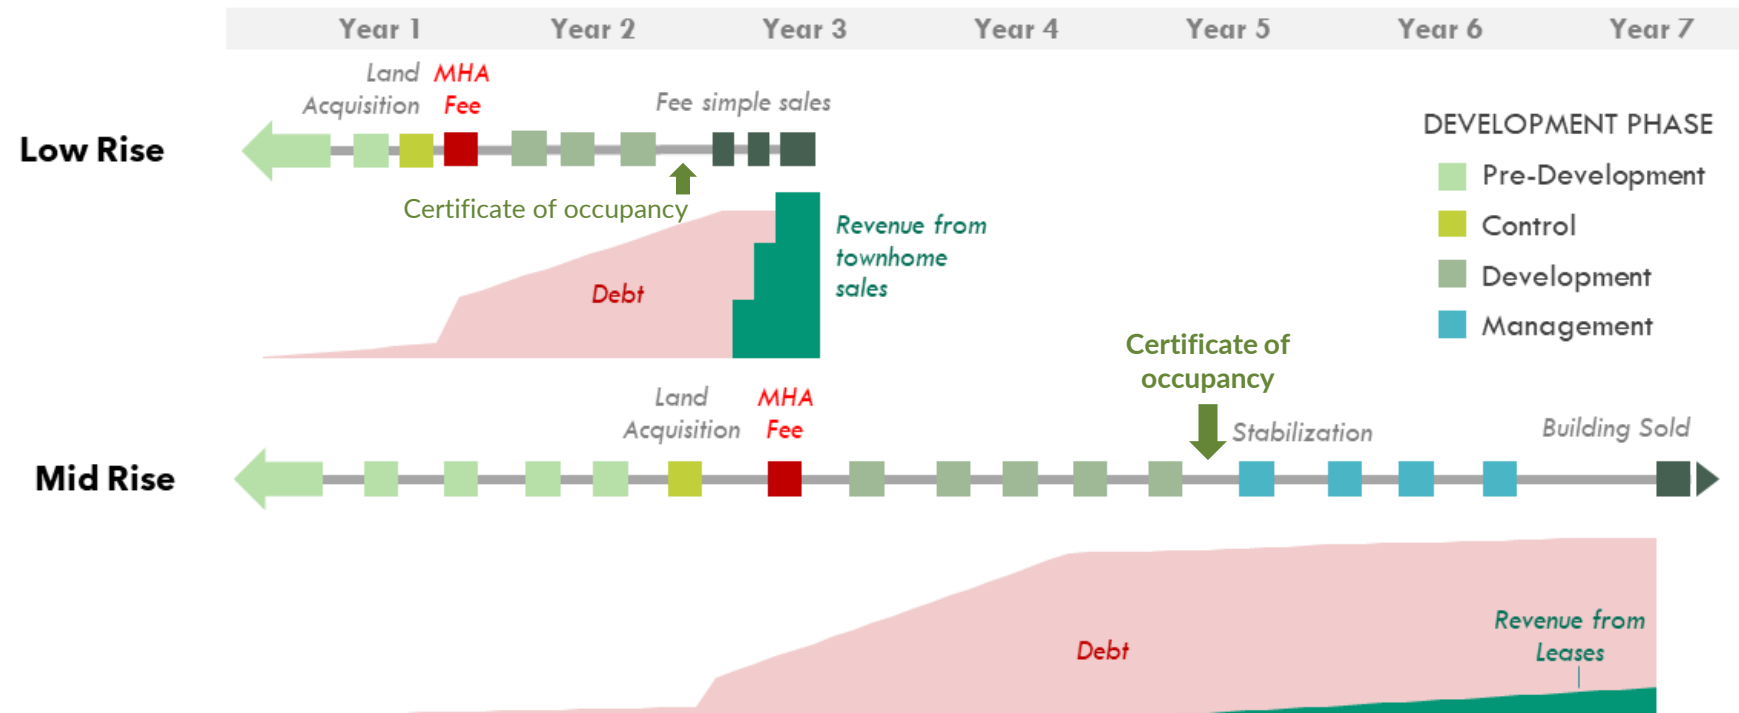 Year 1 Year 2 Year 3 Year 4 Year 5 Year 6 Year 7
Land
Acquisition
MHA
Fee
Fee simple sales
Low Rise
Certificate of occupancy
Debt
Revenue from
townhome
sales
DEVELOPMENT PHASE
Pre-Development
Control
Development
Management
Land
Acquisition
MHA
Fee
Certificate of
occupancy
Stabilization
Building Sold
Mid Rise
Debt
Revenue from
Leases